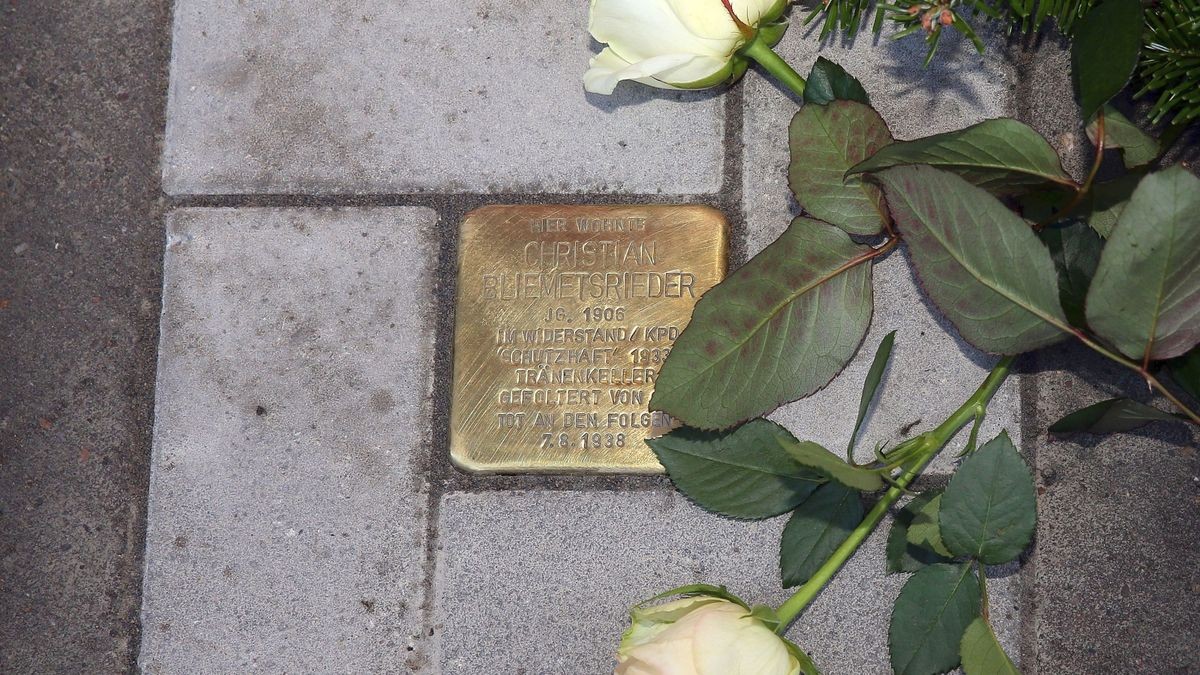 HIER WOHNTE
CHRISTIAN
BLIEMETSRIEDER
JG. 1906
IM WIDERSTAND / KPD
"SCHUTZHAFT" 1933
TRÄNENKELLER
GEFOLTERT VON
TOT AN DEN FOLGEN
7.8.1938